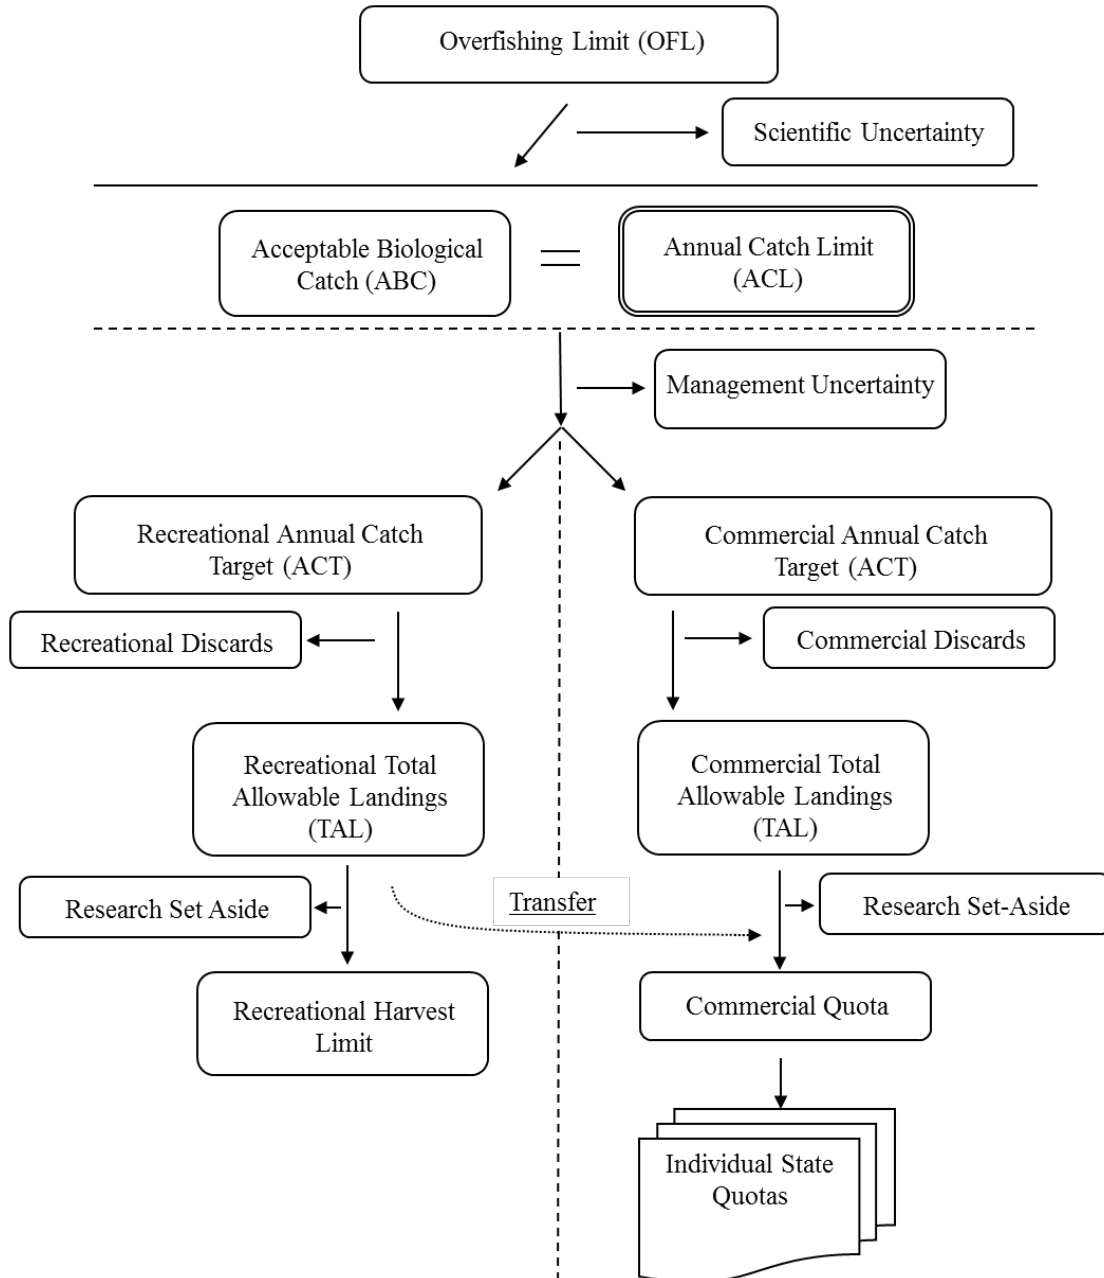 Overfishing Limit (OFL)
Scientific Uncertainty
Acceptable Biological
Catch (ABC)
=
Annual Catch Limit
(ACL)
Management Uncertainty
Recreational Annual Catch
Target (ACT)
Commercial Annual Catch
Target (ACT)
Recreational Discards
Commercial Discards
Recreational Total
Allowable Landings
(TAL)
Commercial Total
Allowable Landings
(TAL)
Research Set Aside
Transfer
Research Set-Aside
Recreational Harvest
Limit
Commercial Quota
Individual State
Quotas